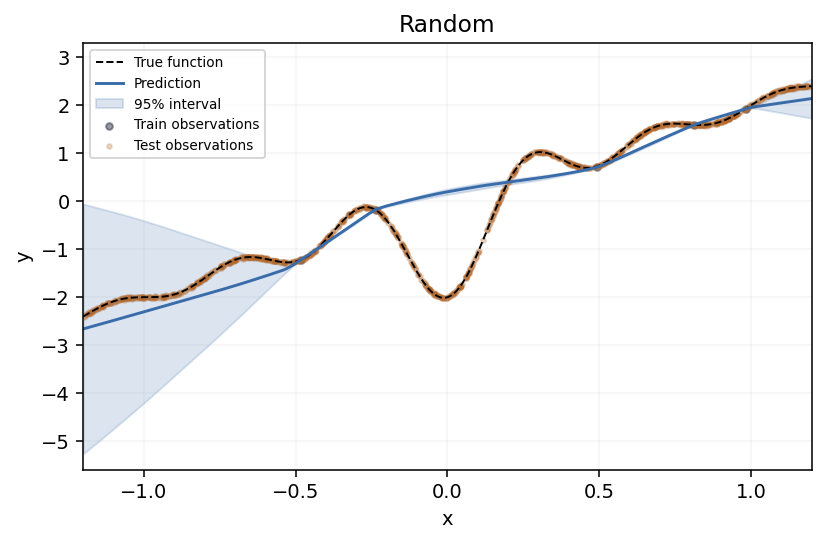 Random
True function
Prediction
95% interval
Train observations
Test observations
3
2
1
0
−1
−2
−3
−4
−5
y
−1.0 −0.5 0.0 0.5 1.0
x